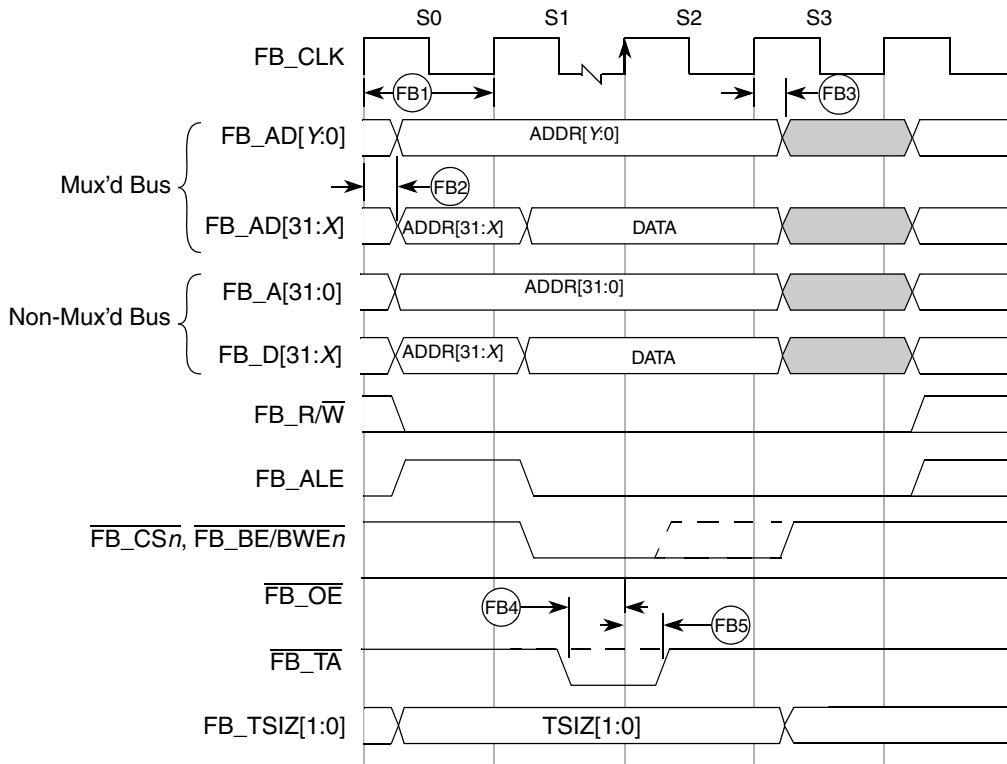 S0 S1 S2 S3
FB_CLK
FB1 FB3
FB_AD[Y:0] ADDR[Y:0]
Mux'd Bus
FB2
FB_AD[31:X] ADDR[31:X] DATA
FB_A[31:0] ADDR[31:0]
Non-Mux'd Bus
FB_D[31:X] ADDR[31:X] DATA
FB_R/W
FB_ALE
FB_CSn, FB_BE/BWEn
FB_OE
FB4 FB5
FB_TA
FB_TSIZ[1:0] TSIZ[1:0]